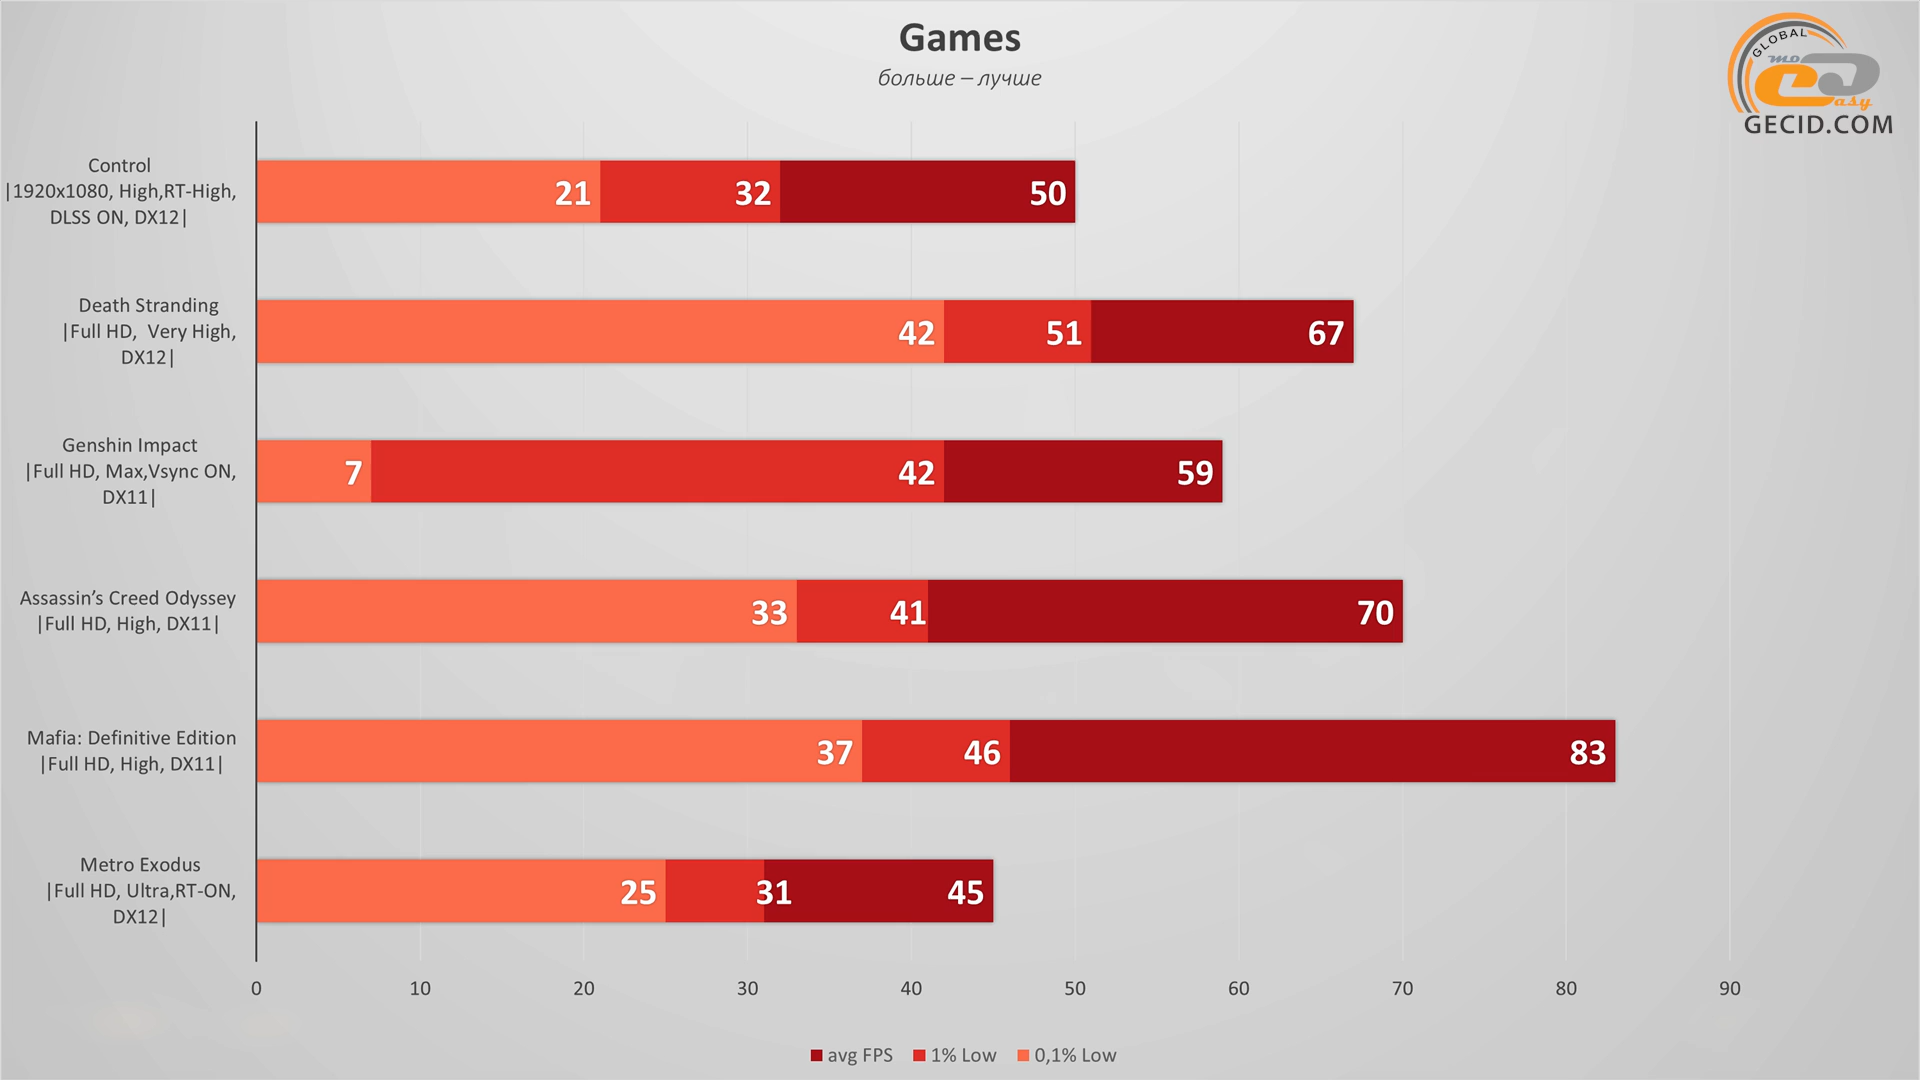 Games
больше – лучше
GLOBAL
mo
easy
GECID.COM
Control
|1920x1080, High,RT-High,
DLSS ON, DX12|
21 32 50
Death Stranding
|Full HD,  Very High,
DX12|
42 51 67
Genshin Impact
|Full HD, Max,Vsync ON,
DX11|
7 42 59
Assassin’s Creed Odyssey
|Full HD, High, DX11|
33 41 70
Mafia: Definitive Edition
|Full HD, High, DX11|
37 46 83
Metro Exodus
|Full HD, Ultra,RT-ON,
DX12|
25 31 45
0 10 20 30 40 50 60 70 80 90
avg FPS 1% Low 0,1% Low